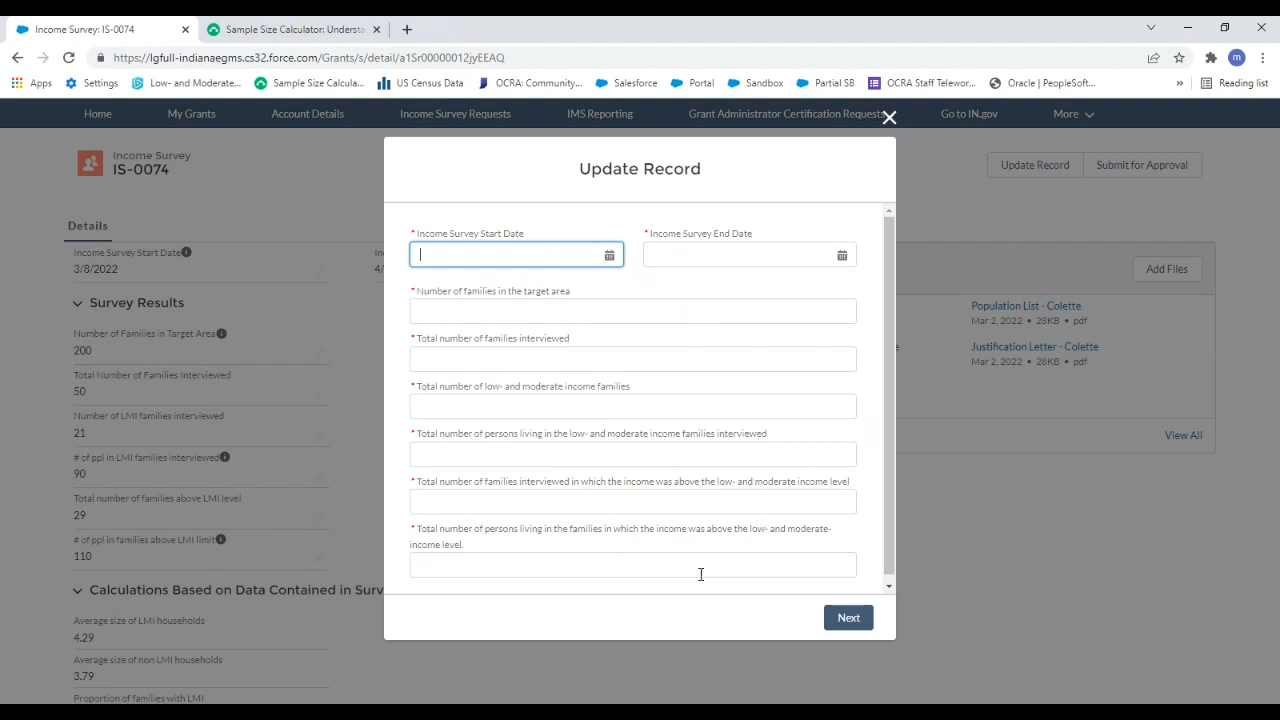 Income Survey: IS-0074
Sample Size Calculator: Understa
https://lgfull-indianaegms.cs32.force.com/Grants/s/detail/a1Sr00000012jyEEAQ
m
Apps
Settings
Low- and Moderate...
Sample Size Calcula...
US Census Data
OCRA: Community...
Salesforce
Portal
Sandbox
Partial SB
OCRA Staff Telewor...
Oracle | PeopleSoft...
»
Reading list
Home
My Grants
Account Details
Income Survey Requests
IMS Reporting
Grant Administrator Certification Requests
Go to IN.gov
More
Income Survey
IS-0074
Update Record
Submit for Approval
Details
Income Survey Start Date
3/8/2022
In
4/
Survey Results
Number of Families in Target Area
200
Total Number of Families Interviewed
50
Number of LMI families interviewed
21
# of ppl in LMI families interviewed
90
Total number of families above LMI level
29
# of ppl in families above LMI limit
110
Calculations Based on Data Contained in Surv
Average size of LMI households
4.29
Average size of non LMI households
3.79
Proportion of families with LMI
Update Record
* Income Survey Start Date
* Income Survey End Date
* Number of families in the target area
* Total number of families interviewed
* Total number of low- and moderate income families
* Total number of persons living in the low- and moderate income families interviewed
* Total number of families interviewed in which the income was above the low- and moderate income level
* Total number of persons living in the families in which the income was above the low- and moderate-
income level.
Next
Add Files
Population List - Colette
Mar 2, 2022 • 28KB • pdf
e
Justification Letter - Colette
Mar 2, 2022 • 28KB • pdf
View All